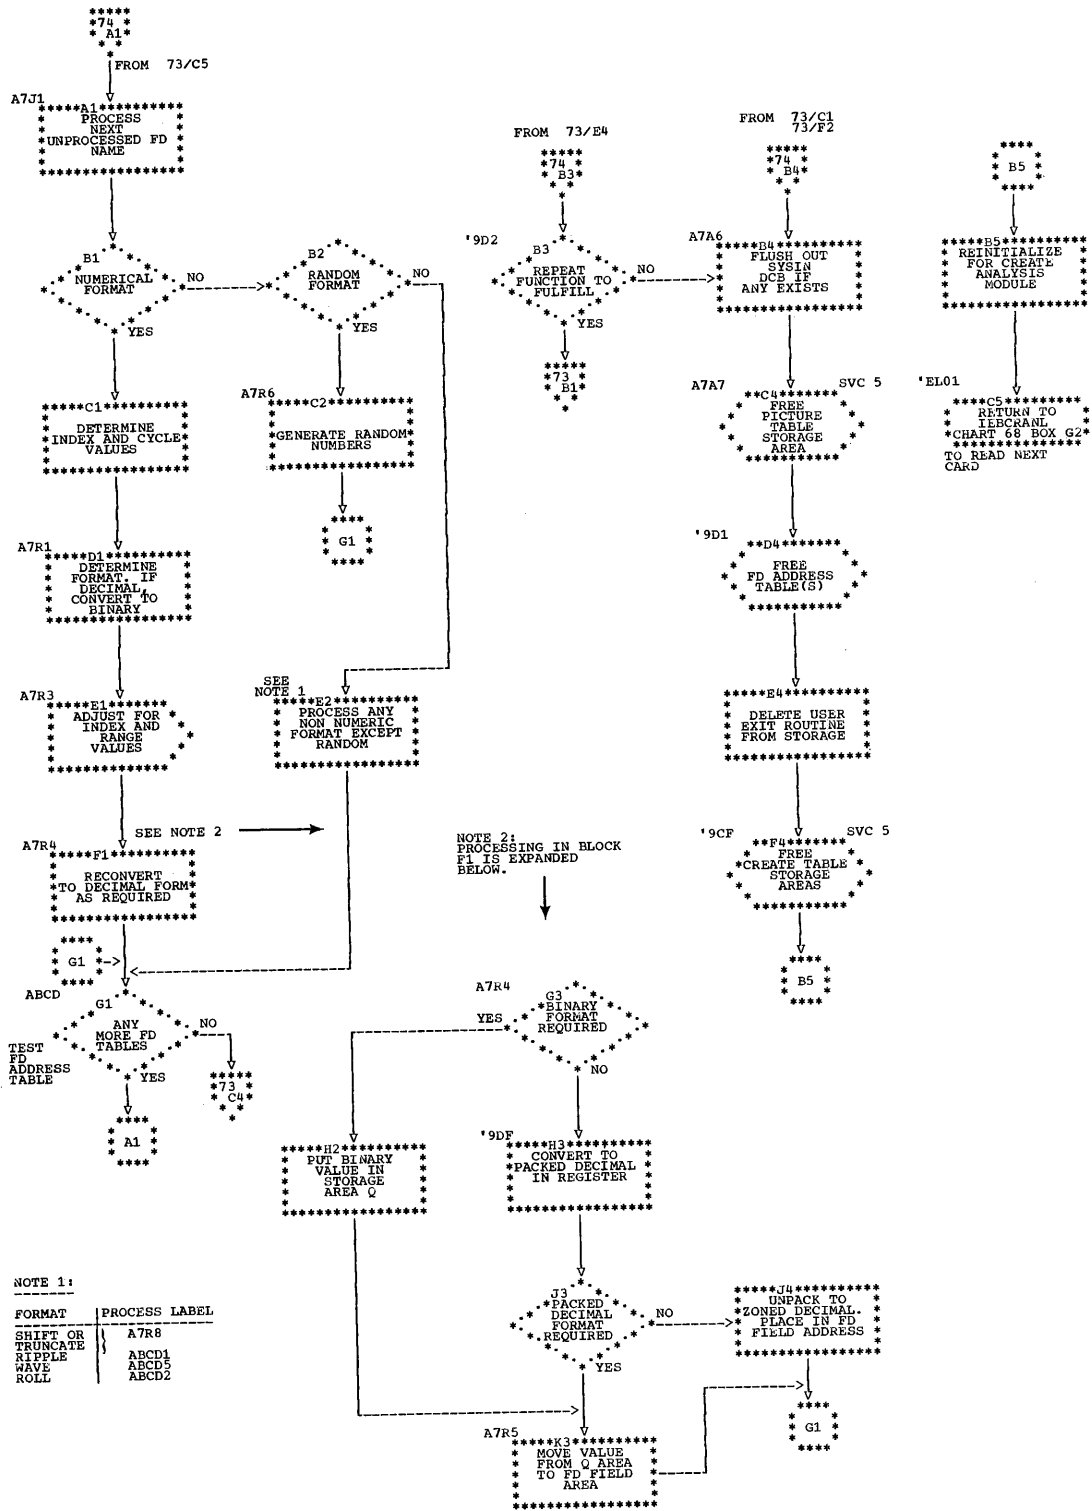 74
A1
FROM 73/C5
A7J1
A1
PROCESS
NEXT
UNPROCESSED FD
NAME
B1
NUMERICAL
FORMAT
NO
YES
B2
RANDOM
FORMAT
NO
YES
C1
DETERMINE
INDEX AND CYCLE
VALUES
A7R6
C2
GENERATE RANDOM
NUMBERS
G1
A7R1
D1
DETERMINE
FORMAT. IF
DECIMAL,
CONVERT TO
BINARY
A7R3
E1
ADJUST FOR
INDEX AND
RANGE
VALUES
SEE
NOTE 1
E2
PROCESS ANY
NON NUMERIC
FORMAT EXCEPT
RANDOM
SEE NOTE 2
A7R4
F1
RECONVERT
TO DECIMAL FORM
AS REQUIRED
G1
ABCD
G1
ANY
MORE FD
TABLES
NO
YES
TEST
FD
ADDRESS
TABLE
73
C4
A1
FROM 73/E4
74
B3
'9D2
B3
REPEAT
FUNCTION TO
FULFILL
NO
YES
73
B1
FROM 73/C1
73/F2
74
B4
A7A6
B4
FLUSH OUT
SYSIN
DCB IF
ANY EXISTS
A7A7
SVC 5
C4
FREE
PICTURE
TABLE
STORAGE
AREA
'9D1
D4
FREE
FD ADDRESS
TABLE(S)
E4
DELETE USER
EXIT ROUTINE
FROM STORAGE
'9CF
SVC 5
F4
FREE
CREATE TABLE
STORAGE
AREAS
B5
B5
B5
REINITIALIZE
FOR CREATE
ANALYSIS
MODULE
'EL01
C5
RETURN TO
IEBCRANL
CHART 68 BOX G2
TO READ NEXT
CARD
NOTE 2:
PROCESSING IN BLOCK
F1 IS EXPANDED
BELOW.
A7R4
G3
BINARY
FORMAT
REQUIRED
YES
NO
H2
PUT BINARY
VALUE IN
STORAGE
AREA Q
'9DF
H3
CONVERT TO
PACKED DECIMAL
IN REGISTER
J3
PACKED
DECIMAL
FORMAT
REQUIRED
NO
YES
J4
UNPACK TO
ZONED DECIMAL.
PLACE IN FD
FIELD ADDRESS
G1
A7R5
K3
MOVE VALUE
FROM Q AREA
TO FD FIELD
AREA
NOTE 1:
FORMAT PROCESS LABEL
SHIFT OR A7R8
TRUNCATE
RIPPLE ABCD1
WAVE ABCD5
ROLL ABCD2